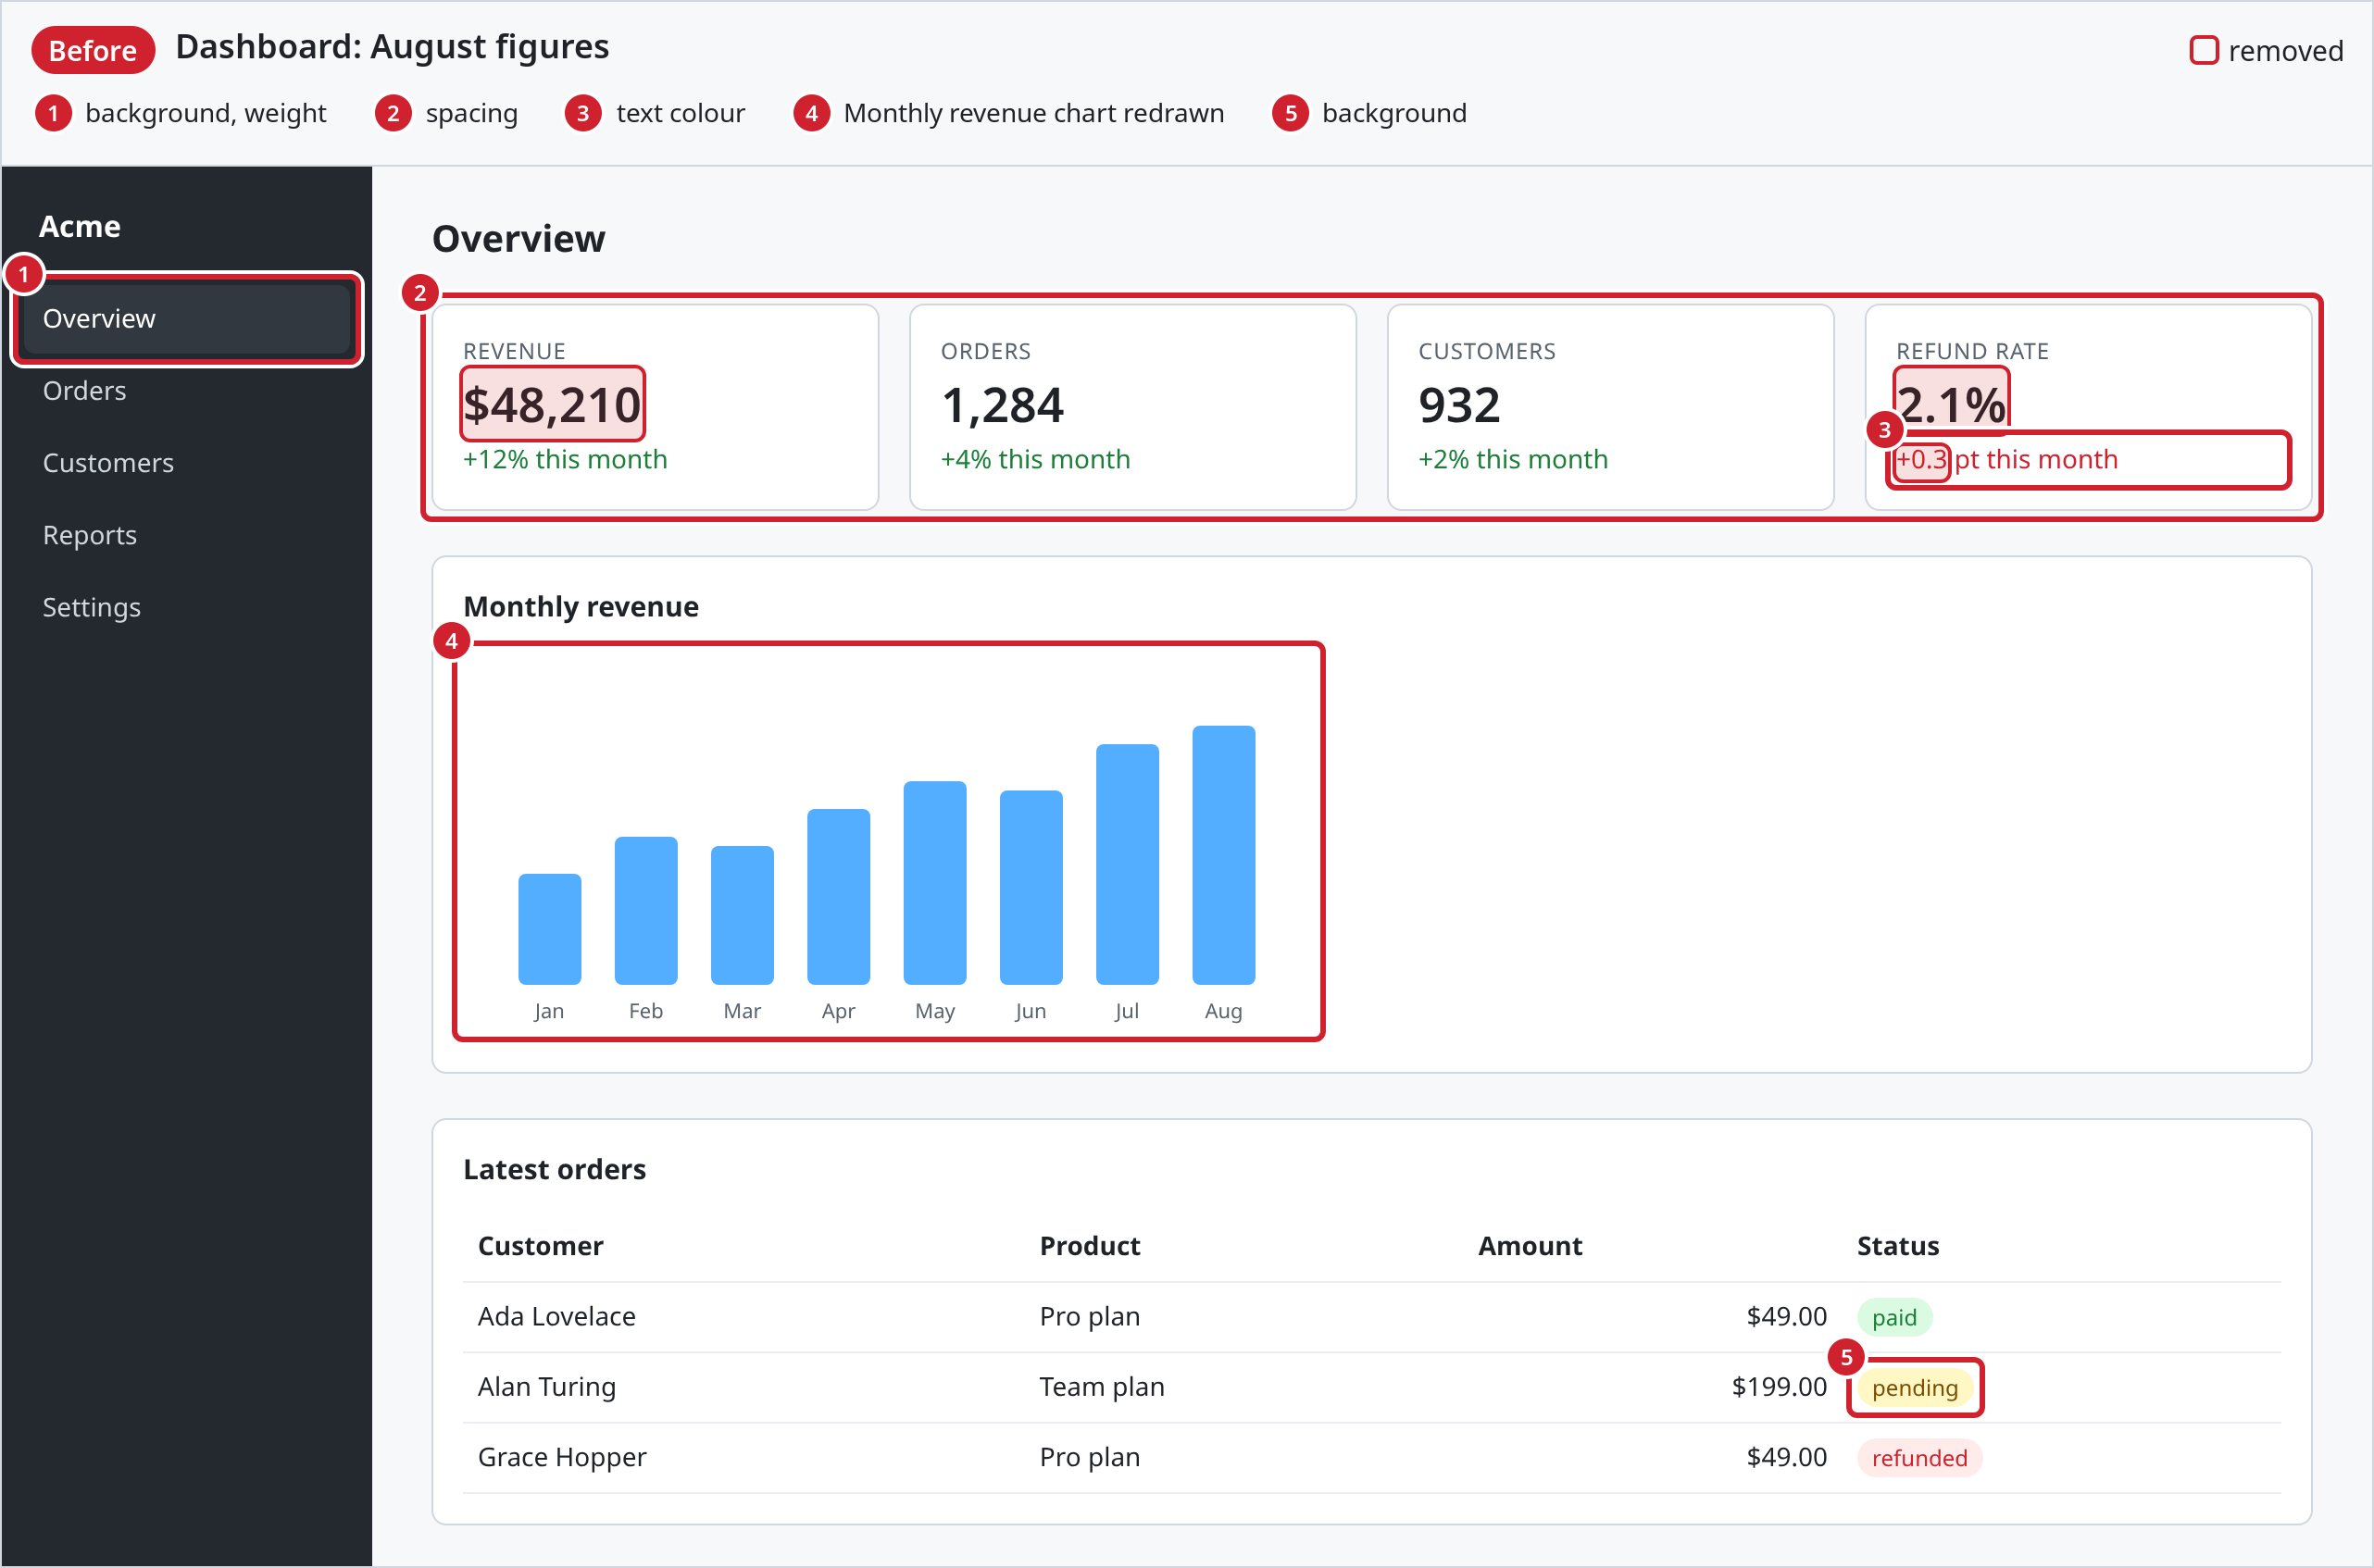 Before Dashboard: August figures removed
1 background, weight 2 spacing 3 text colour 4 Monthly revenue chart redrawn 5 background
Acme
1
Overview
Orders
Customers
Reports
Settings
Overview
2
REVENUE
$48,210
+12% this month
ORDERS
1,284
+4% this month
CUSTOMERS
932
+2% this month
REFUND RATE
2.1%
3
+0.3 pt this month
Monthly revenue
4
Jan Feb Mar Apr May Jun Jul Aug
Latest orders
Customer Product Amount Status
Ada Lovelace Pro plan $49.00 paid
5
Alan Turing Team plan $199.00 pending
Grace Hopper Pro plan $49.00 refunded